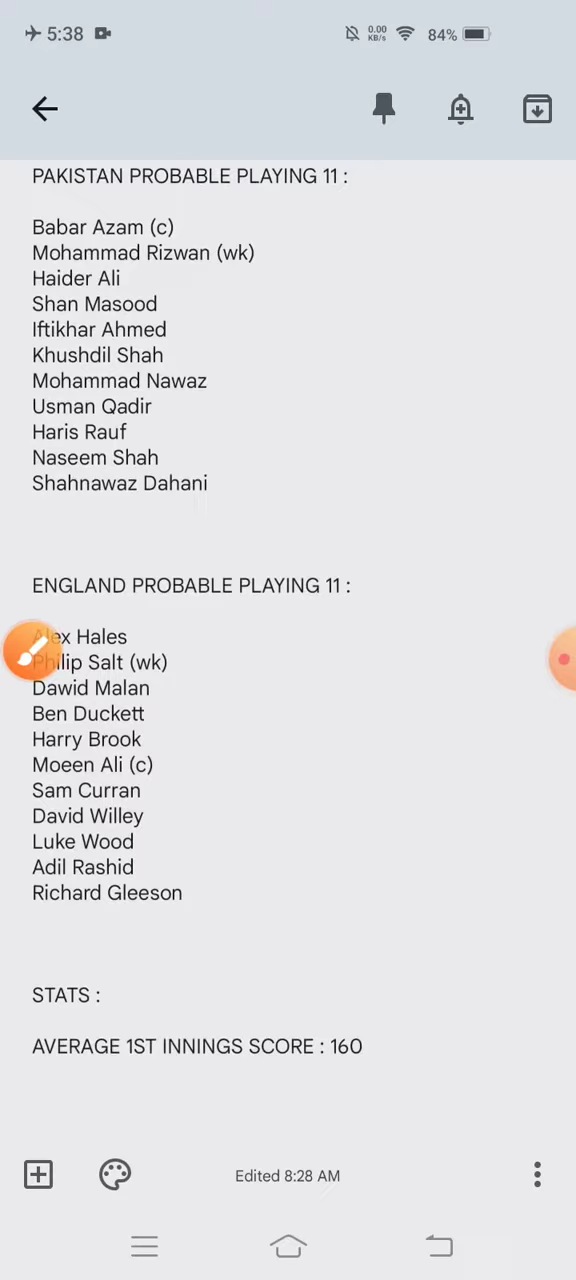 5:38
0.00
KB/s
84%
PAKISTAN PROBABLE PLAYING 11 :
Babar Azam (c)
Mohammad Rizwan (wk)
Haider Ali
Shan Masood
Iftikhar Ahmed
Khushdil Shah
Mohammad Nawaz
Usman Qadir
Haris Rauf
Naseem Shah
Shahnawaz Dahani
ENGLAND PROBABLE PLAYING 11 :
Alex Hales
Philip Salt (wk)
Dawid Malan
Ben Duckett
Harry Brook
Moeen Ali (c)
Sam Curran
David Willey
Luke Wood
Adil Rashid
Richard Gleeson
STATS :
AVERAGE 1ST INNINGS SCORE : 160
Edited 8:28 AM